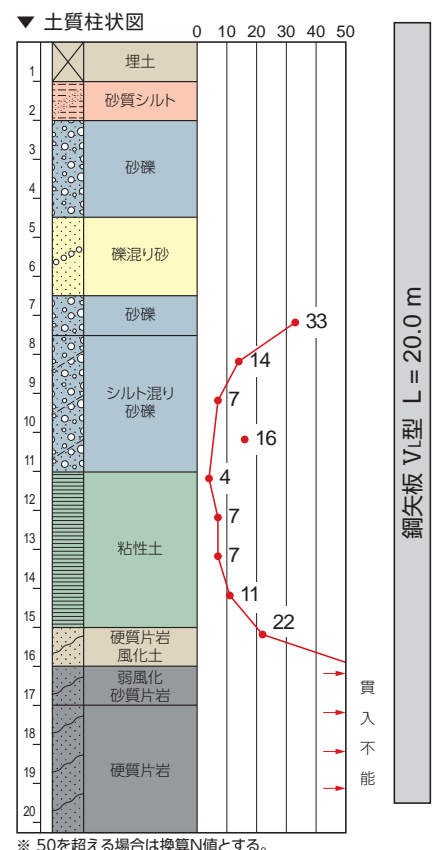 ▼ 土質柱状図
0 10 20 30 40 50
1
埋土
2
砂質シルト
3
4
砂礫
5
6
礫混り砂
7
砂礫
33
8
14
9
7
シルト混り
砂礫
10
16
11
4
12
7
13
粘性土
7
14
11
15
22
硬質片岩
風化土
16
弱風化
砂質片岩
17
18
硬質片岩
19
20
貫
入
不
能
鋼矢板 VL型 L = 20.0 m
※ 50を超える場合は換算N値とする。